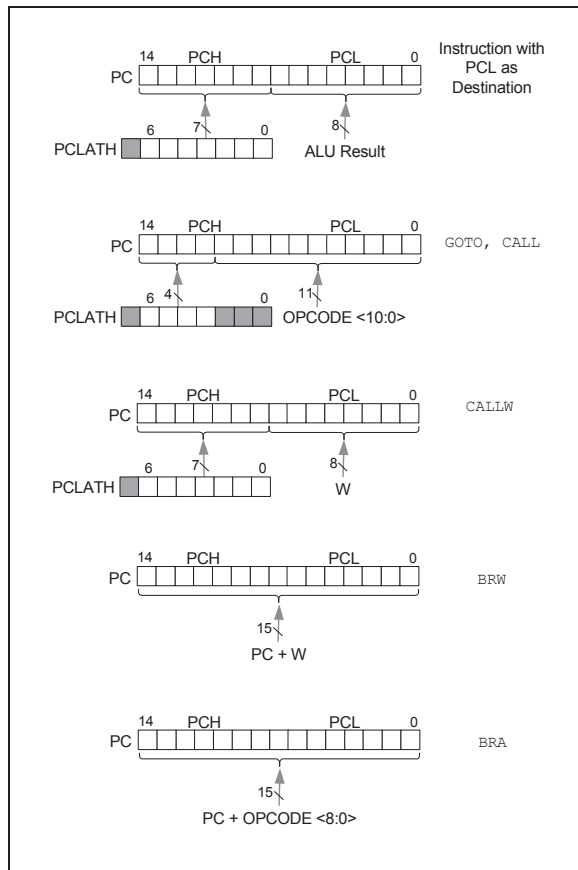 14 PCH PCL 0
PC
Instruction with
PCL as
Destination
6 7 0 8
PCLATH ALU Result
14 PCH PCL 0
PC
GOTO, CALL
6 4 0 11
PCLATH OPCODE <10:0>
14 PCH PCL 0
PC
CALLW
6 7 0 8
PCLATH W
14 PCH PCL 0
PC
BRW
15
PC + W
14 PCH PCL 0
PC
BRA
15
PC + OPCODE <8:0>